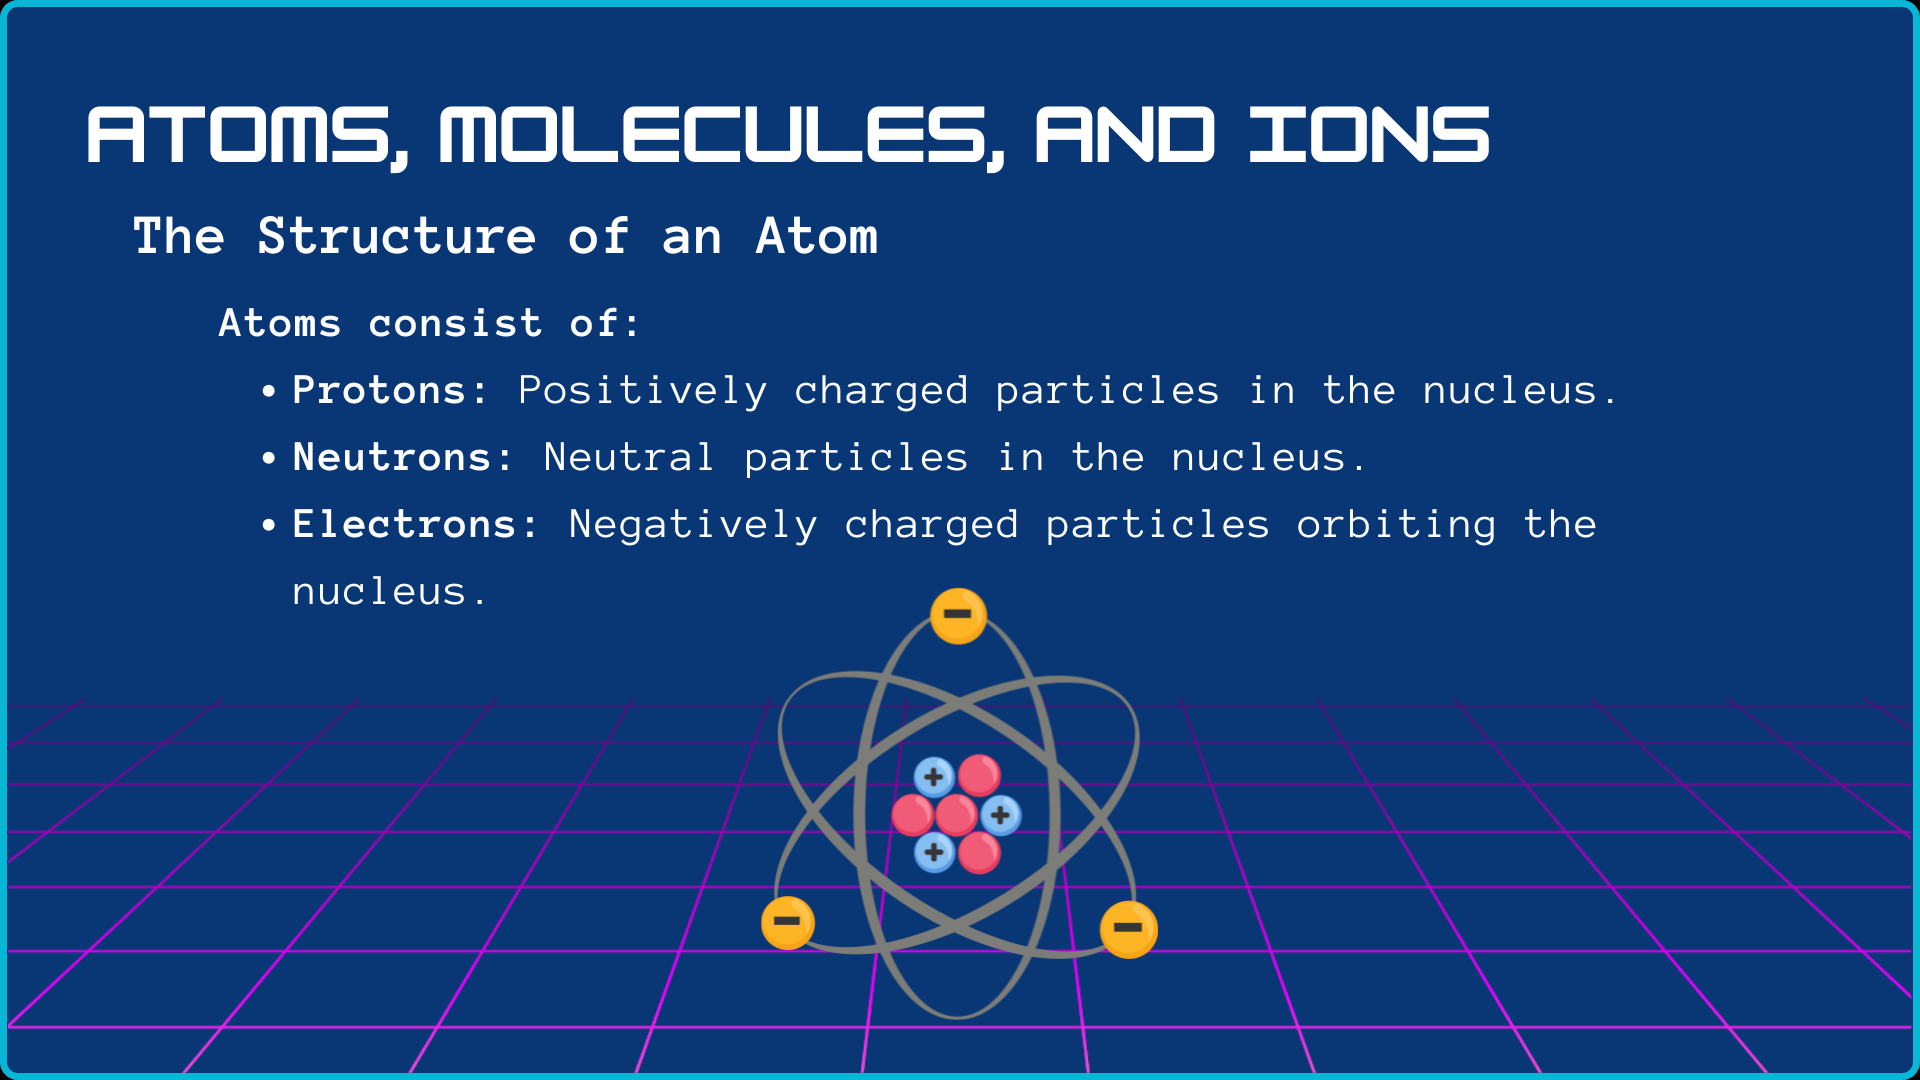 ATOMS, MOLECULES, AND IONS
The Structure of an Atom
Atoms consist of:
• Protons: Positively charged particles in the nucleus.
• Neutrons: Neutral particles in the nucleus.
• Electrons: Negatively charged particles orbiting the
nucleus.
−
+
+
+
−
−